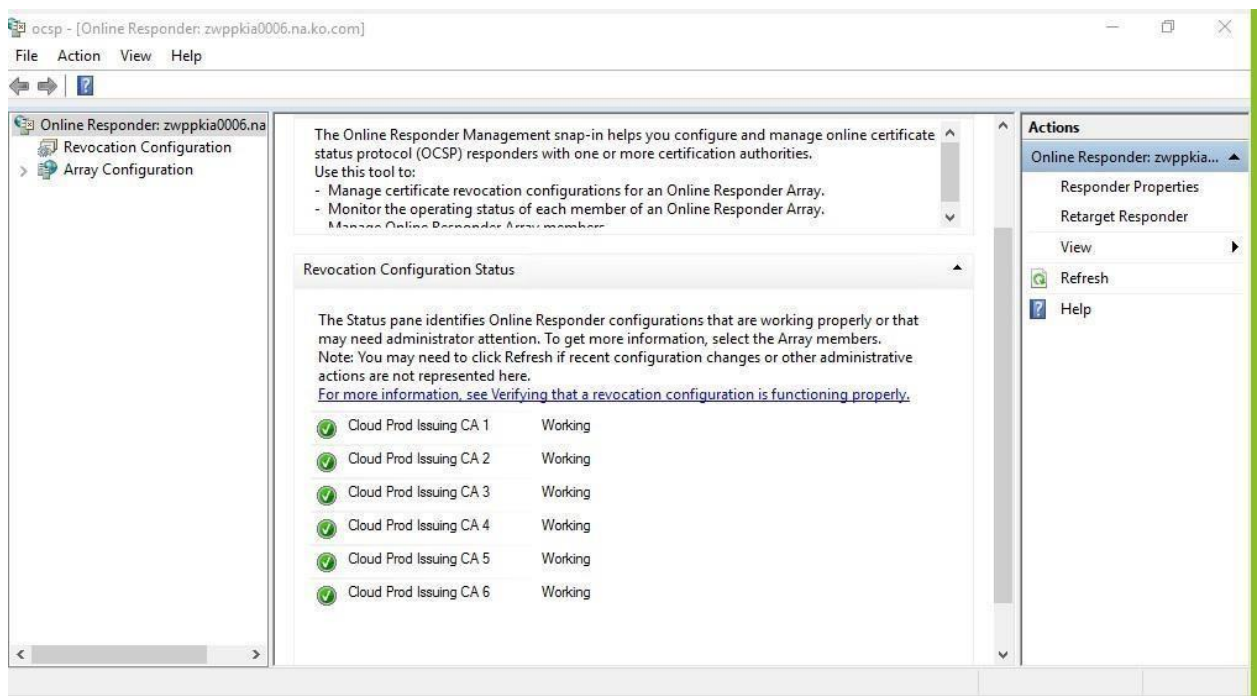 ocsp - [Online Responder: zwppkia0006.na.ko.com]
File Action View Help
Online Responder: zwppkia0006.na
Revocation Configuration
Array Configuration
The Online Responder Management snap-in helps you configure and manage online certificate
status protocol (OCSP) responders with one or more certification authorities.
Use this tool to:
- Manage certificate revocation configurations for an Online Responder Array.
- Monitor the operating status of each member of an Online Responder Array.
- Manage Online Responder Array members
Revocation Configuration Status
The Status pane identifies Online Responder configurations that are working properly or that
may need administrator attention. To get more information, select the Array members.
Note: You may need to click Refresh if recent configuration changes or other administrative
actions are not represented here.
For more information, see Verifying that a revocation configuration is functioning properly.
Cloud Prod Issuing CA 1 Working
Cloud Prod Issuing CA 2 Working
Cloud Prod Issuing CA 3 Working
Cloud Prod Issuing CA 4 Working
Cloud Prod Issuing CA 5 Working
Cloud Prod Issuing CA 6 Working
Actions
Online Responder: zwppkia...
Responder Properties
Retarget Responder
View
Refresh
Help